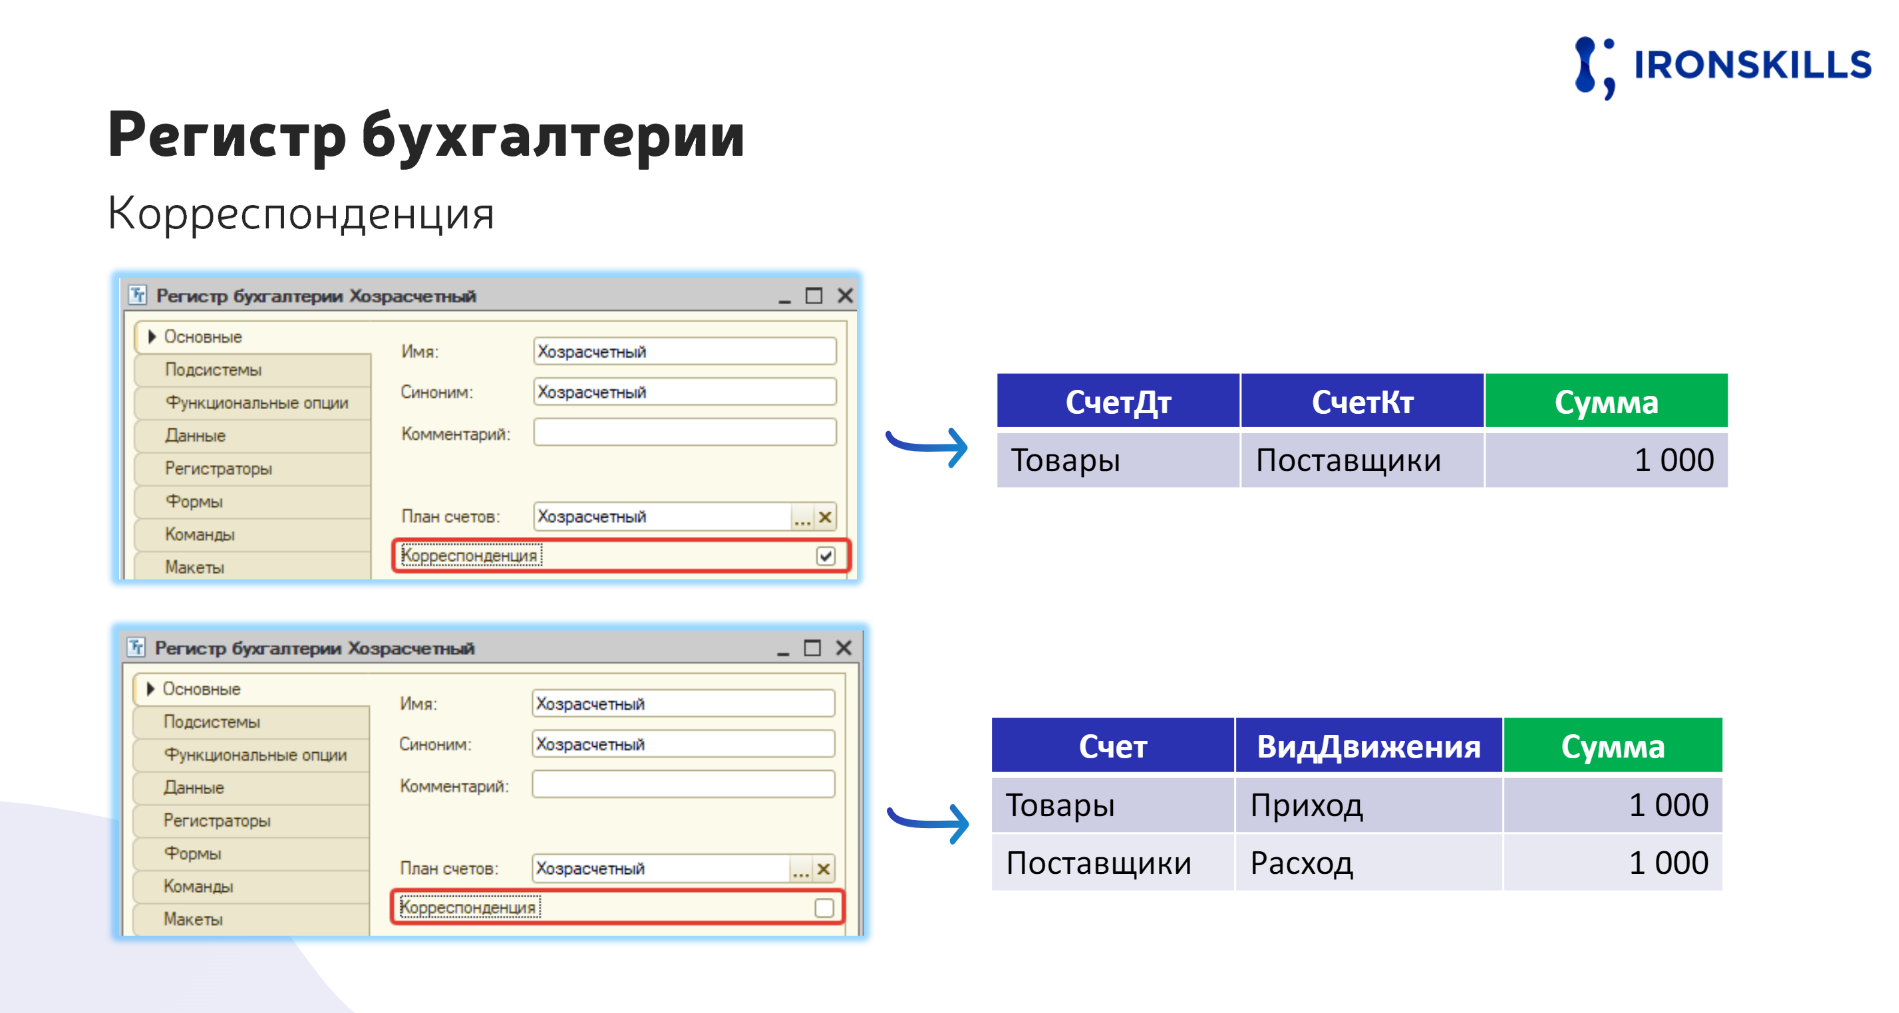 IRONSKILLS
Регистр бухгалтерии
Корреспонденция
Регистр бухгалтерии Хозрасчетный
Основные
Подсистемы
Функциональные опции
Данные
Регистраторы
Формы
Команды
Макеты
Имя: Хозрасчетный
Синоним: Хозрасчетный
Комментарий:
План счетов: Хозрасчетный ...
Корреспонденция
СчетДт СчетКт Сумма
Товары Поставщики 1 000
Регистр бухгалтерии Хозрасчетный
Основные
Подсистемы
Функциональные опции
Данные
Регистраторы
Формы
Команды
Макеты
Имя: Хозрасчетный
Синоним: Хозрасчетный
Комментарий:
План счетов: Хозрасчетный ...
Корреспонденция
Счет ВидДвижения Сумма
Товары Приход 1 000
Поставщики Расход 1 000